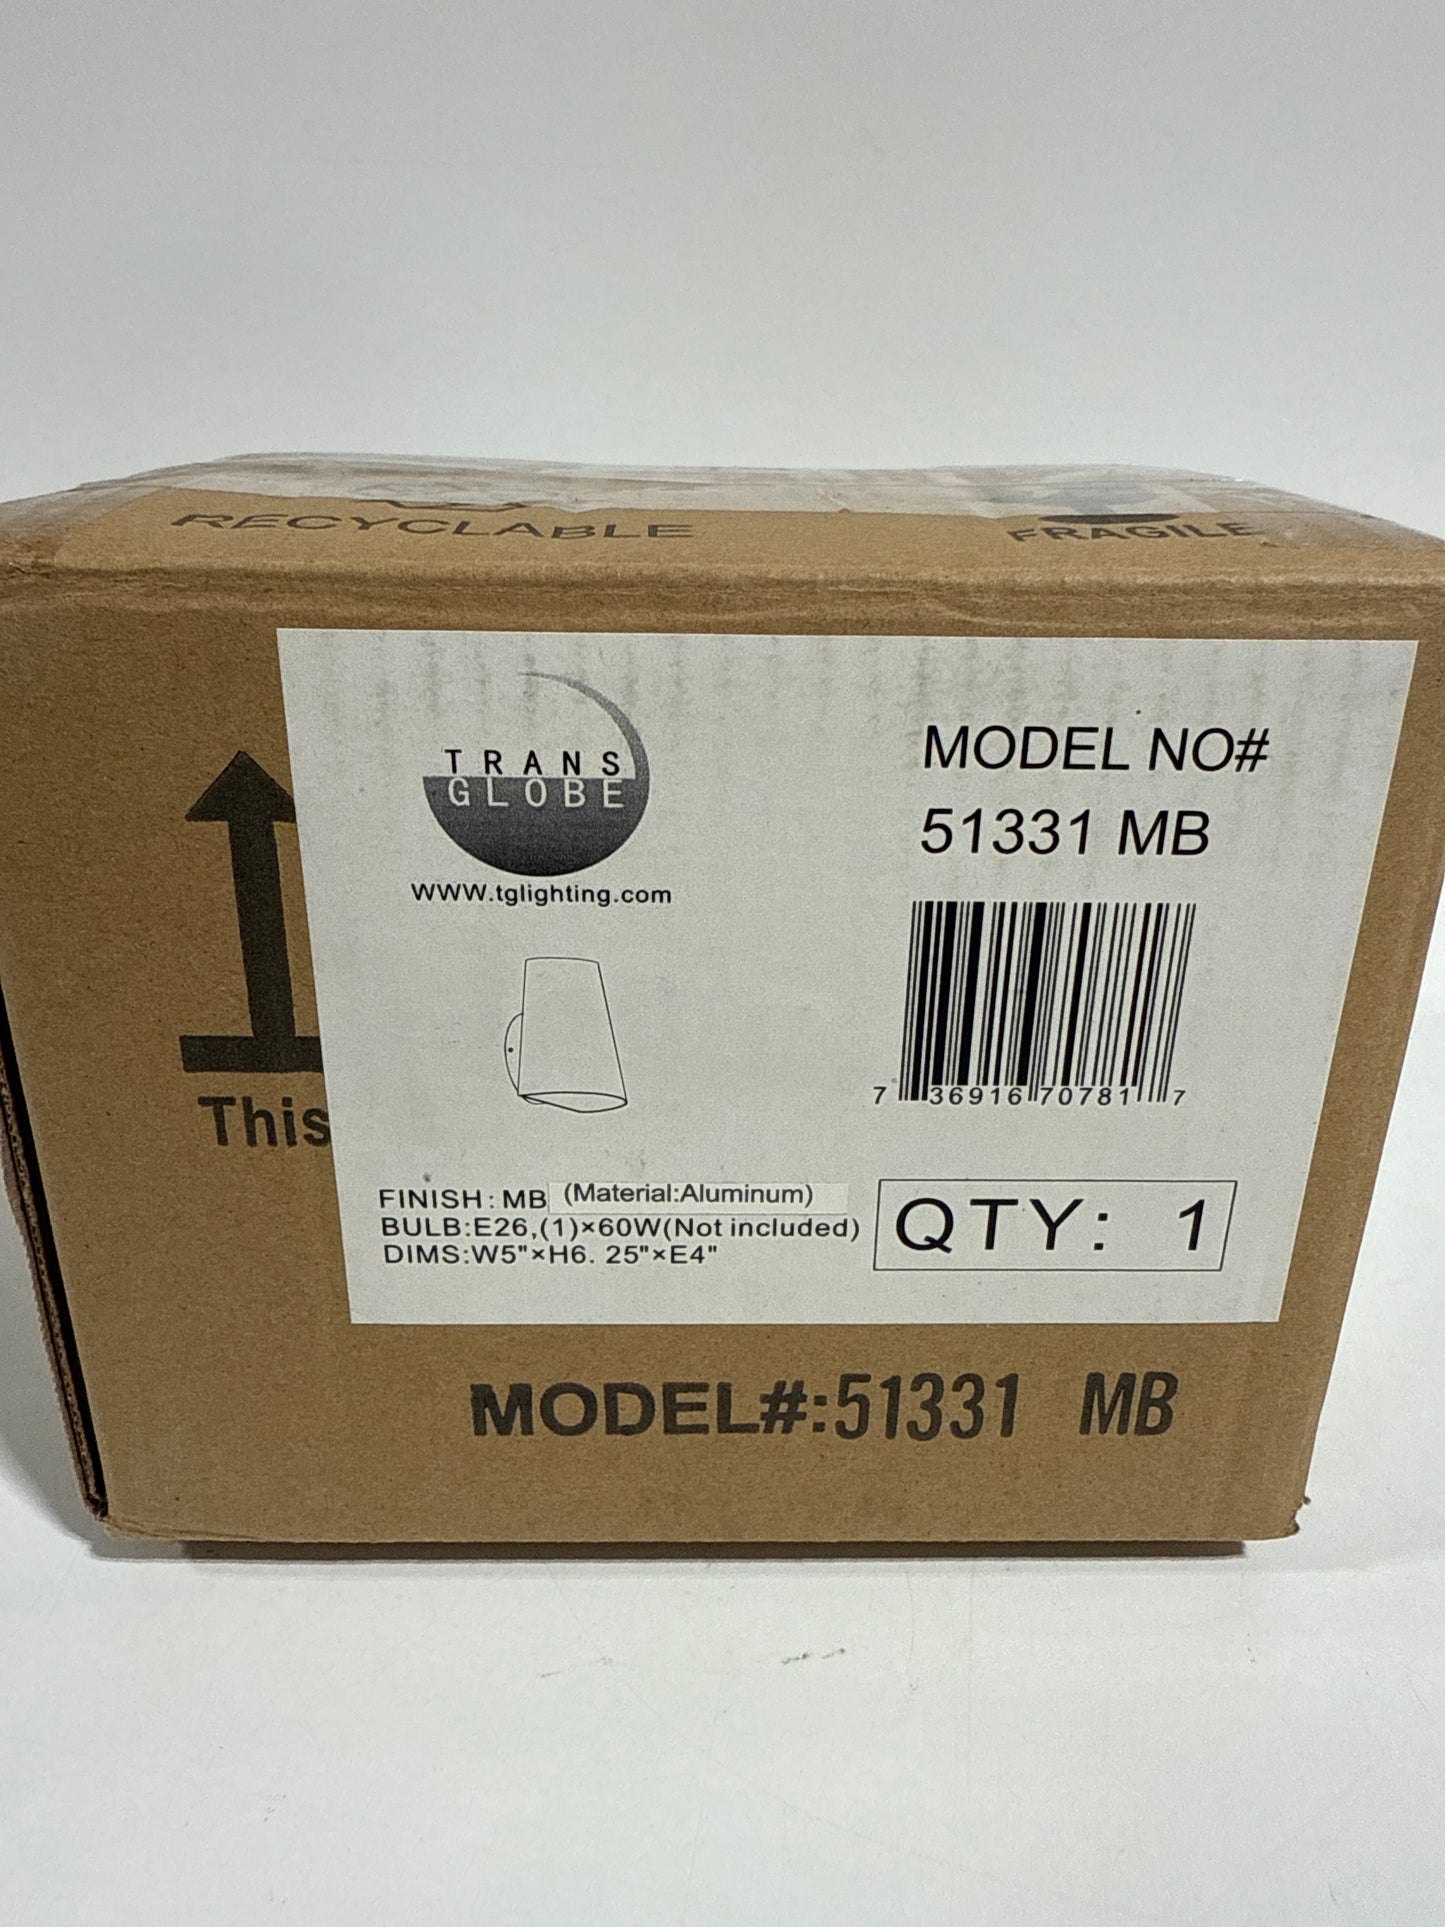 RECYCLABLE
FRAGILE
TRANS
GLOBE
WWW.tglighting.com
MODEL NO#
51331 MB
7 36916 70781 7
This
FINISH: MB (Material:Aluminum)
BULB:E26,(1)×60W(Not included)
DIMS:W5"×H6. 25"×E4"
QTY: 1
MODEL#:51331 MB